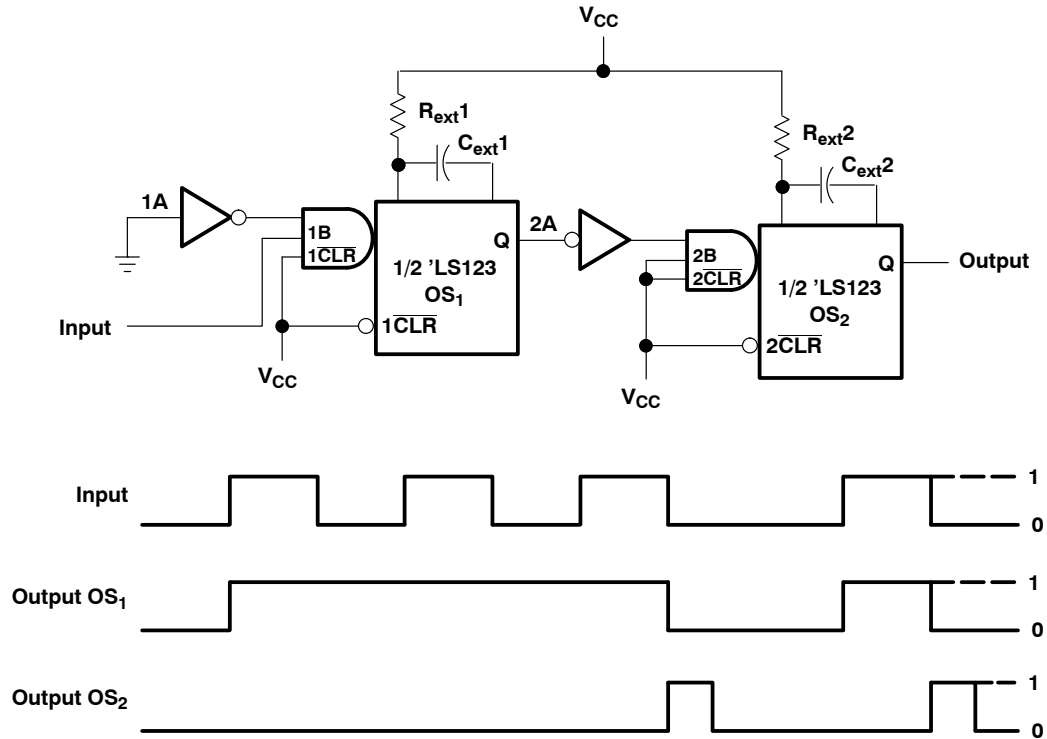 VCC
Rext1
Cext1
Rext2
Cext2
1A
1B
1CLR
Q
1/2 'LS123
OS1
1CLR
VCC
Input
2A
2B
2CLR
Q
1/2 'LS123
OS2
2CLR
VCC
Output
Input
1
0
Output OS1
1
0
Output OS2
1
0